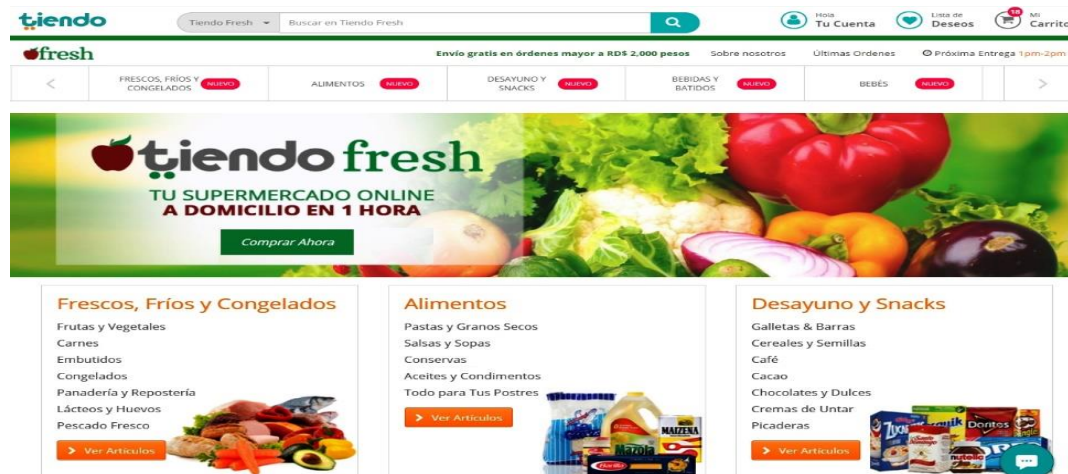 tiendo
Tiendo Fresh
Buscar en Tiendo Fresh
Hola
Tu Cuenta
Lista de
Deseos
18
Mi
Carrito
fresh
Envío gratis en órdenes mayor a RD$ 2,000 pesos
Sobre nosotros
Últimas Ordenes
Próxima Entrega 1pm-2pm
FRESCOS, FRÍOS Y
CONGELADOS
NUEVO
ALIMENTOS
NUEVO
DESAYUNO Y
SNACKS
NUEVO
BEBIDAS Y
BATIDOS
NUEVO
BEBÉS
NUEVO
tiendo fresh
TU SUPERMERCADO ONLINE
A DOMICILIO EN 1 HORA
Comprar Ahora
Frescos, Fríos y Congelados
Frutas y Vegetales
Carnes
Embutidos
Congelados
Panadería y Repostería
Lácteos y Huevos
Pescado Fresco
Ver Artículos
Alimentos
Pastas y Granos Secos
Salsas y Sopas
Conservas
Aceites y Condimentos
Todo para Tus Postres
Ver Artículos
MAIZENA
Mazola
Desayuno y Snacks
Galletas & Barras
Cereales y Semillas
Café
Cacao
Chocolates y Dulces
Cremas de Untar
Picaderas
Ver Artículos
Doritos